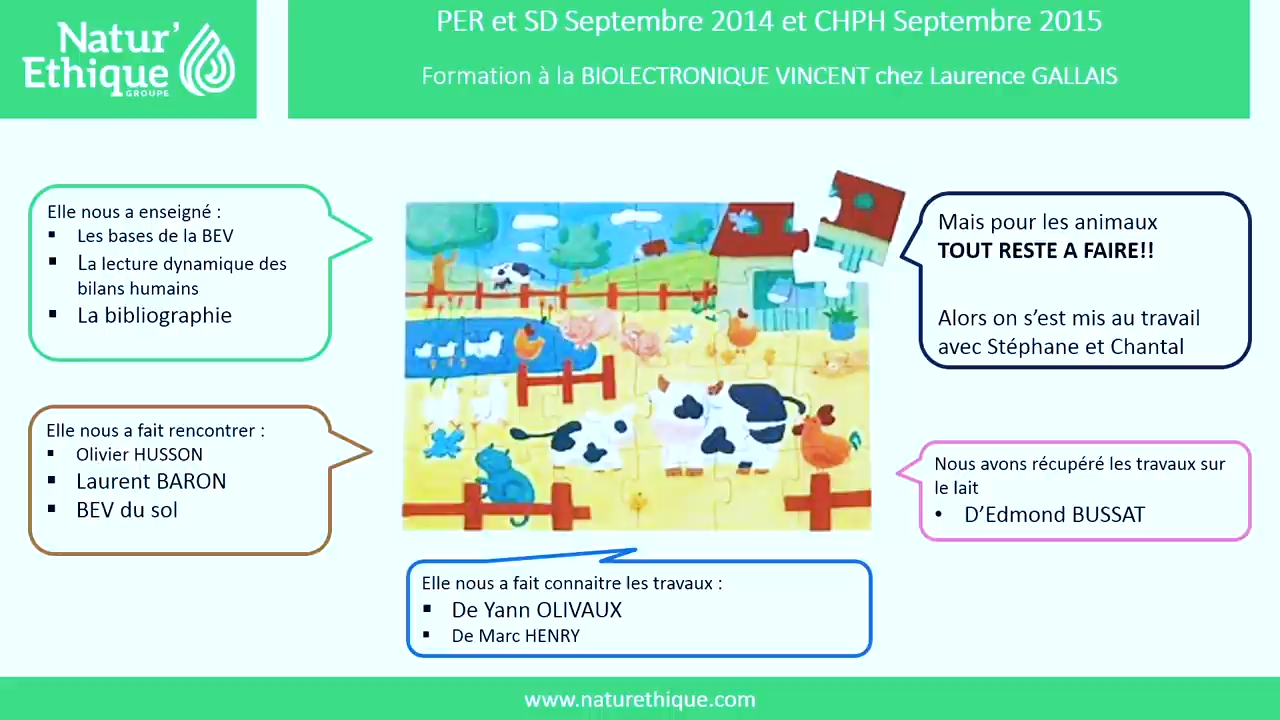 Natur'
Ethique
GROUPE
PER et SD Septembre 2014 et CHPH Septembre 2015
Formation à la BIOLECTRONIQUE VINCENT chez Laurence GALLAIS
Elle nous a enseigné :
▪ Les bases de la BEV
▪ La lecture dynamique des
bilans humains
▪ La bibliographie
Mais pour les animaux
TOUT RESTE A FAIRE!!
Alors on s’est mis au travail
avec Stéphane et Chantal
Elle nous a fait rencontrer :
▪ Olivier HUSSON
▪ Laurent BARON
▪ BEV du sol
Nous avons récupéré les travaux sur
le lait
• D’Edmond BUSSAT
Elle nous a fait connaitre les travaux :
▪ De Yann OLIVAUX
▪ De Marc HENRY
www.naturethique.com